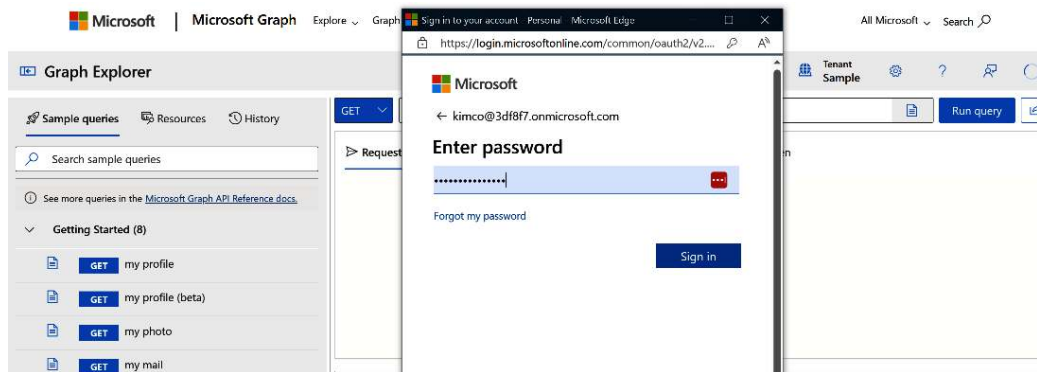 Microsoft | Microsoft Graph Explore Graph
All Microsoft Search
Sign in to your account - Personal - Microsoft Edge
https://login.microsoftonline.com/common/oauth2/v2....
Graph Explorer
Tenant
Sample
?
Sample queries Resources History
GET
Run query
Search sample queries
Request
See more queries in the Microsoft Graph API Reference docs.
Getting Started (8)
GET my profile
GET my profile (beta)
GET my photo
GET my mail
Microsoft
← kimco@3df8f7.onmicrosoft.com
Enter password
•••••••••••••••
Forgot my password
Sign in